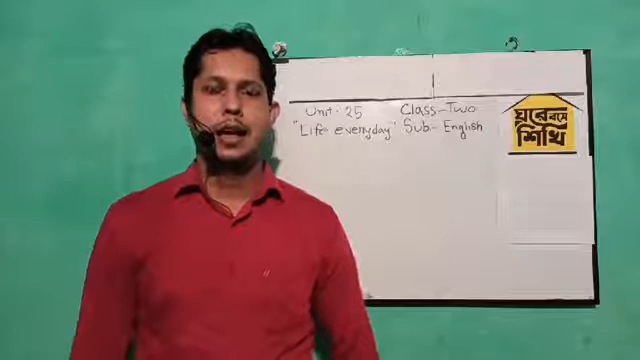 Unit - 25
Class - Two
"Life everyday"
Sub - English
ঘরে বসে
শিখি